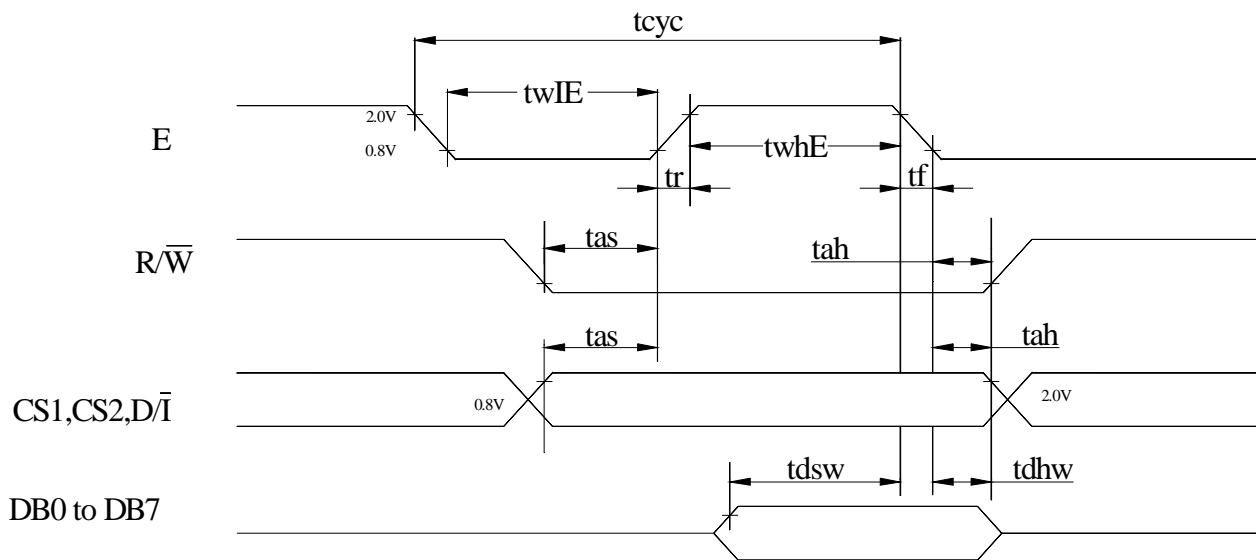 tcyc
twIE
2.0V
E
0.8V
twhE
tr
tf
tas
R/W̅
tah
tas
tah
CS1,CS2,D/I̅
0.8V
2.0V
tdsw
tdhw
DB0 to DB7